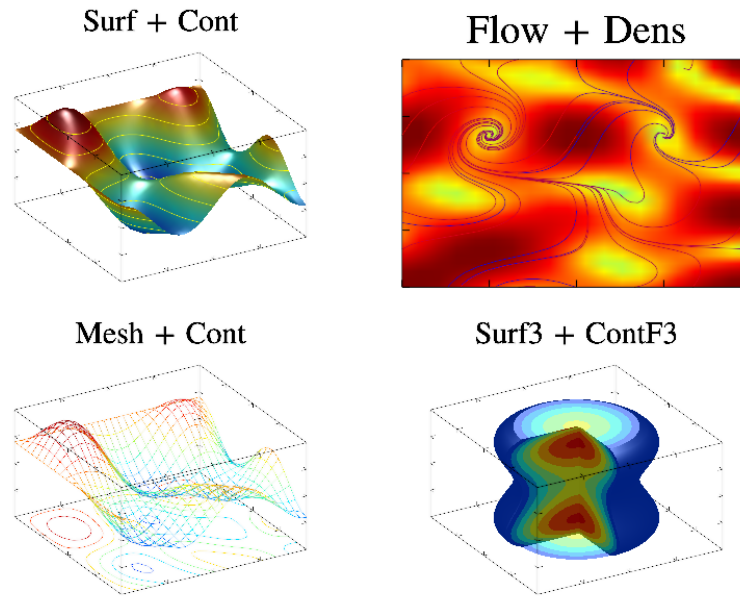 Surf + Cont
Flow + Dens
Mesh + Cont
Surf3 + ContF3